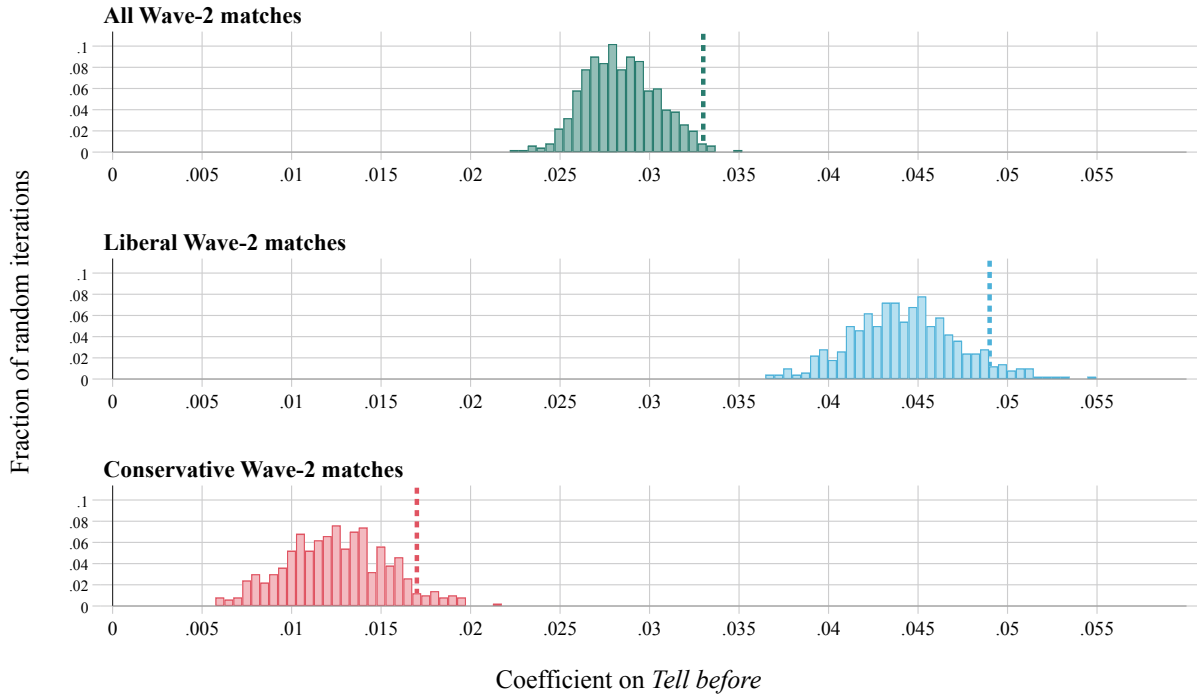 All Wave-2 matches
.1
.08
.06
.04
.02
0
0 .005 .01 .015 .02 .025 .03 .035 .04 .045 .05 .055
Liberal Wave-2 matches
.1
.08
.06
.04
.02
0
0 .005 .01 .015 .02 .025 .03 .035 .04 .045 .05 .055
Fraction of random iterations
Conservative Wave-2 matches
.1
.08
.06
.04
.02
0
0 .005 .01 .015 .02 .025 .03 .035 .04 .045 .05 .055
Coefficient on Tell before